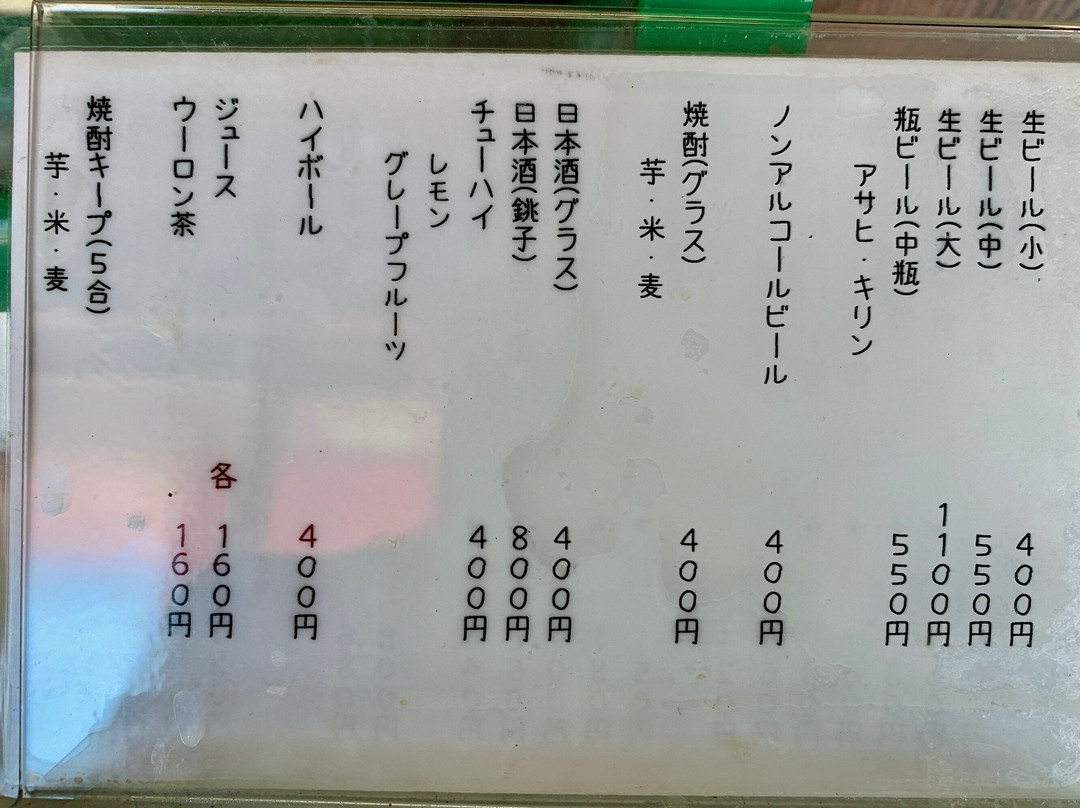 生ビール(小) 400円
生ビール(中) 550円
生ビール(大) 1100円
瓶ビール(中瓶) 550円
アサヒ・キリン
ノンアルコールビール 400円
焼酎(グラス) 400円
芋・米・麦
日本酒(グラス) 400円
日本酒(銚子) 800円
チューハイ 400円
レモン
グレープフルーツ
ハイボール 400円
ジュース 各 160円
ウーロン茶 160円
焼酎キープ(5合)
芋・米・麦